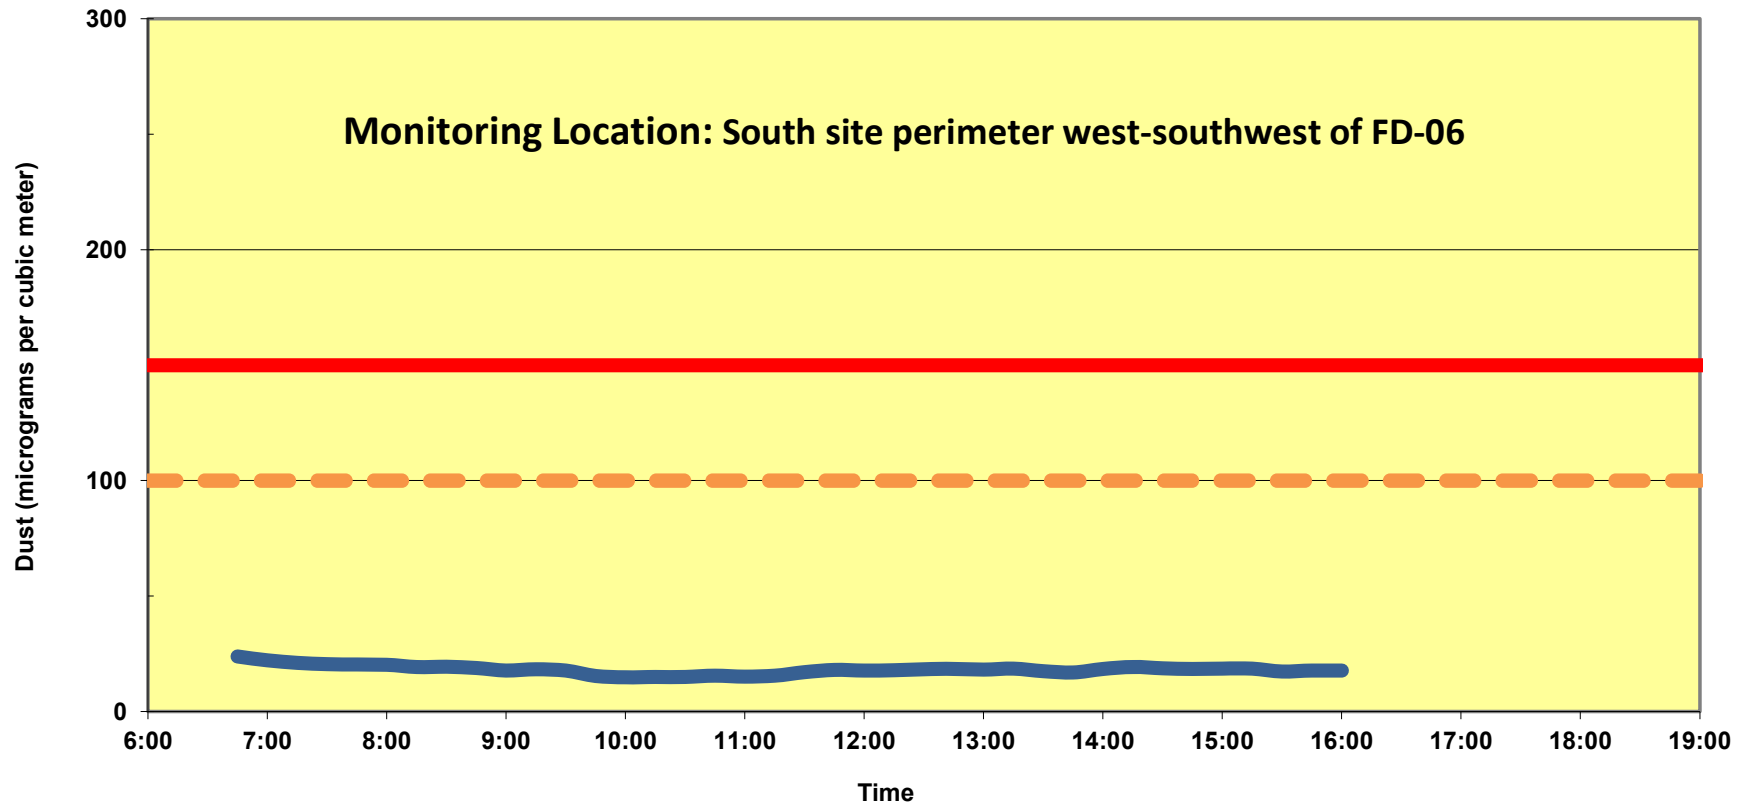 300
Monitoring Location: South site perimeter west-southwest of FD-06
200
100
0
Dust (micrograms per cubic meter)
6:00 7:00 8:00 9:00 10:00 11:00 12:00 13:00 14:00 15:00 16:00 17:00 18:00 19:00
Time